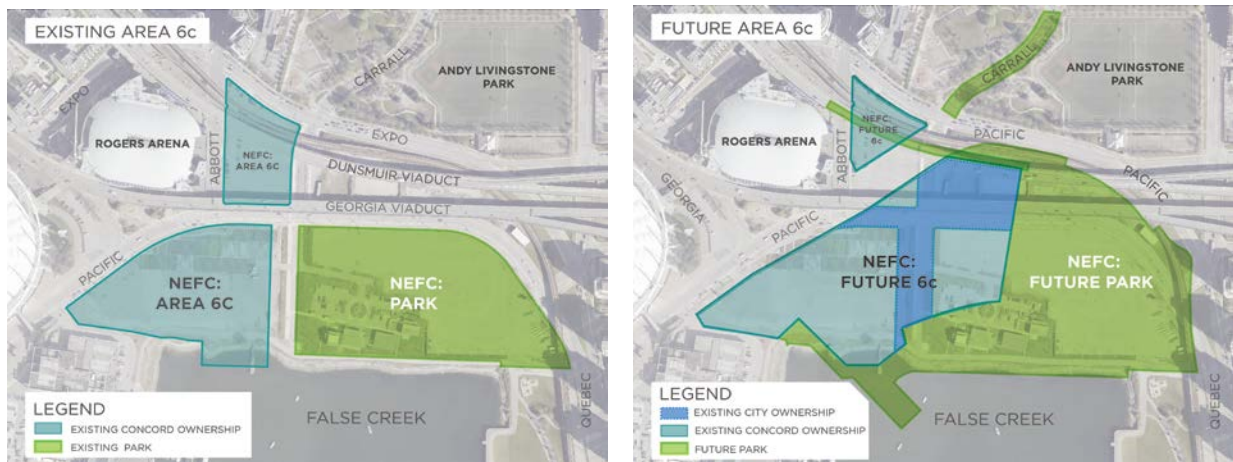 EXISTING AREA 6c
EXPO
CARRALL
ANDY LIVINGSTONE
PARK
ROGERS ARENA
ABBOTT
NEFC:
AREA 6C
EXPO
DUNSMUIR VIADUCT
GEORGIA VIADUCT
PACIFIC
NEFC:
AREA 6C
NEFC:
PARK
QUEBEC
FALSE CREEK
LEGEND
EXISTING CONCORD OWNERSHIP
EXISTING PARK
FUTURE AREA 6c
CARRALL
ANDY LIVINGSTONE
PARK
ROGERS ARENA
ABBOTT
NEFC:
FUTURE
6c
PACIFIC
GEORGIA
PACIFIC
PACIFIC
NEFC:
FUTURE 6c
NEFC:
FUTURE PARK
QUEBEC
FALSE CREEK
LEGEND
EXISTING CITY OWNERSHIP
EXISTING CONCORD OWNERSHIP
FUTURE PARK